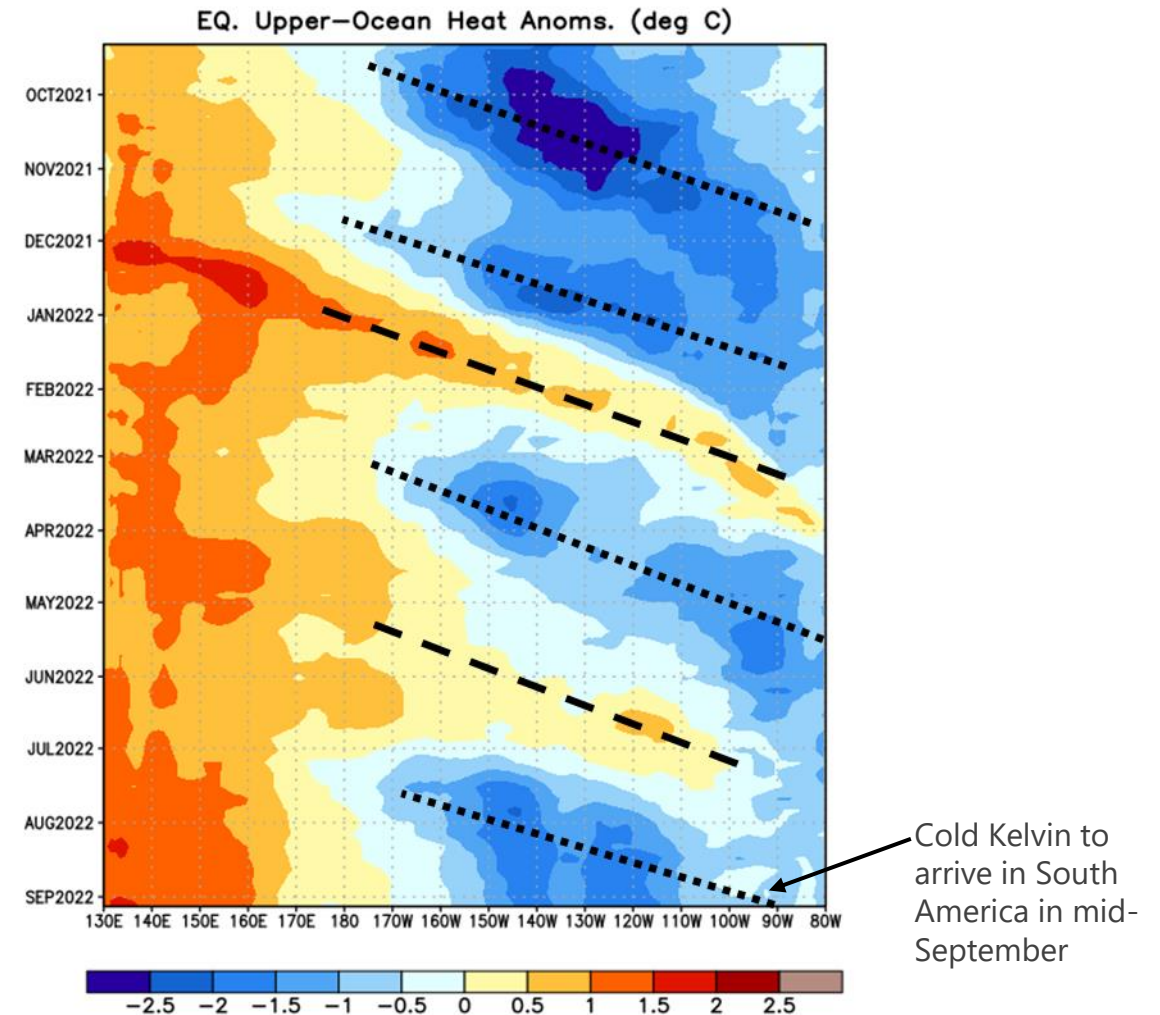 EQ. Upper-Ocean Heat Anoms. (deg C)
OCT2021
NOV2021
DEC2021
JAN2022
FEB2022
MAR2022
APR2022
MAY2022
JUN2022
JUL2022
AUG2022
SEP2022
130E 140E 150E 160E 170E 180 170W 160W 150W 140W 130W 120W 110W 100W 90W 80W
-2.5 -2 -1.5 -1 -0.5 0 0.5 1 1.5 2 2.5
Cold Kelvin to
arrive in South
America in mid-
September